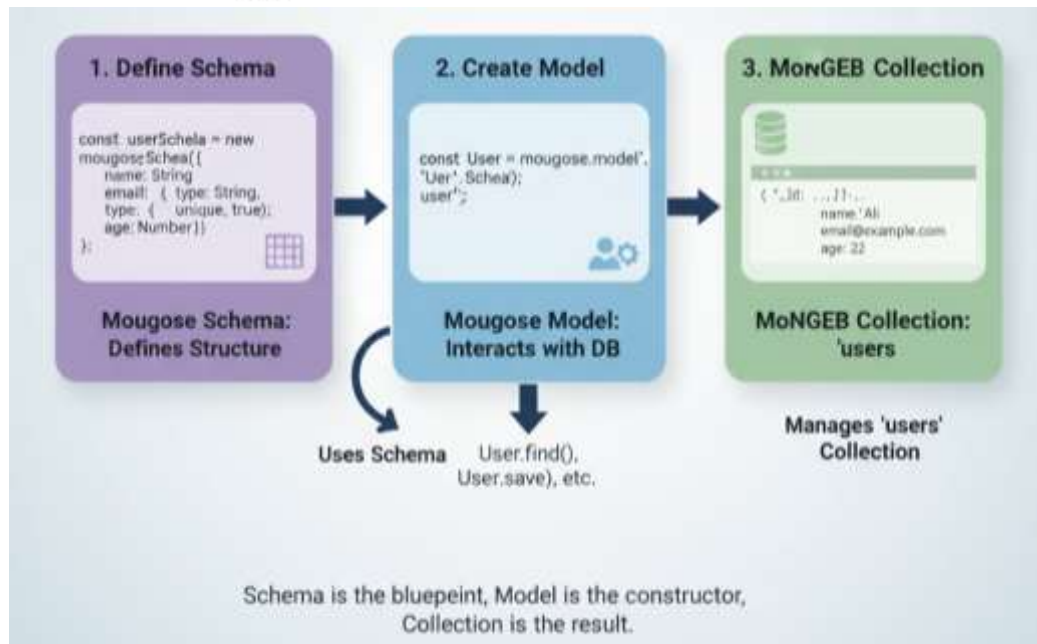 1. Define Schema
const userSchela = new
mougoseSchea({
name: String
email: { type: String,
type: { unique, true);
age: Number})
};
Mougose Schema:
Defines Structure
2. Create Model
const User = mougose.model'.
'Uer' Schea);
user";
Mougose Model:
Interacts with DB
3. MoNGEB Collection
{ "_Id: ...,}}-..
name 'Ali
email@example.com
age: 22
MoNGEB Collection:
'users
Uses Schema
User.find(),
User.save), etc.
Manages 'users'
Collection
Schema is the bluepeint, Model is the constructor,
Collection is the result.